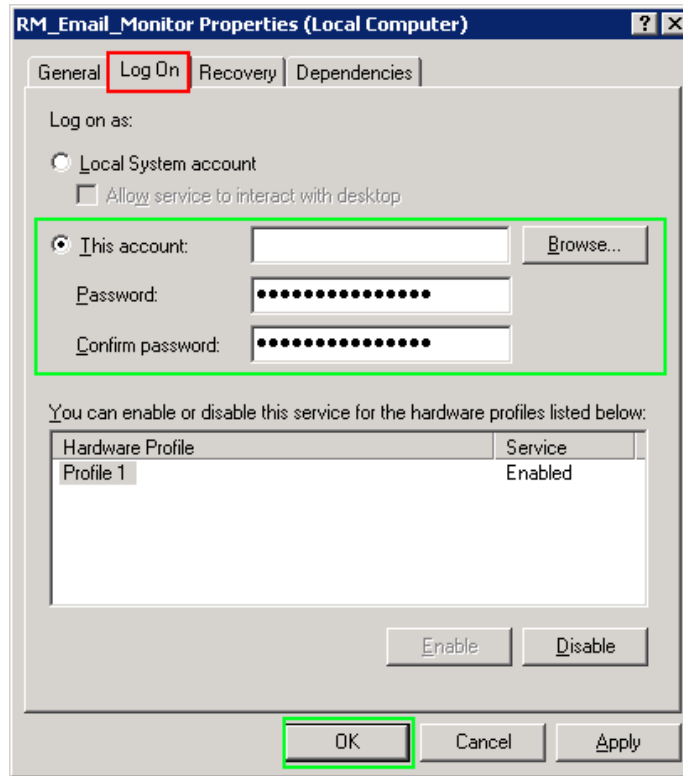 RM_Email_Monitor Properties (Local Computer)
General Log On Recovery Dependencies
Log on as:
Local System account
Allow service to interact with desktop
This account: Browse...
Password: ●●●●●●●●●●●●●●●
Confirm password: ●●●●●●●●●●●●●●●
You can enable or disable this service for the hardware profiles listed below:
Hardware Profile Service
Profile 1 Enabled
Enable Disable
OK Cancel Apply